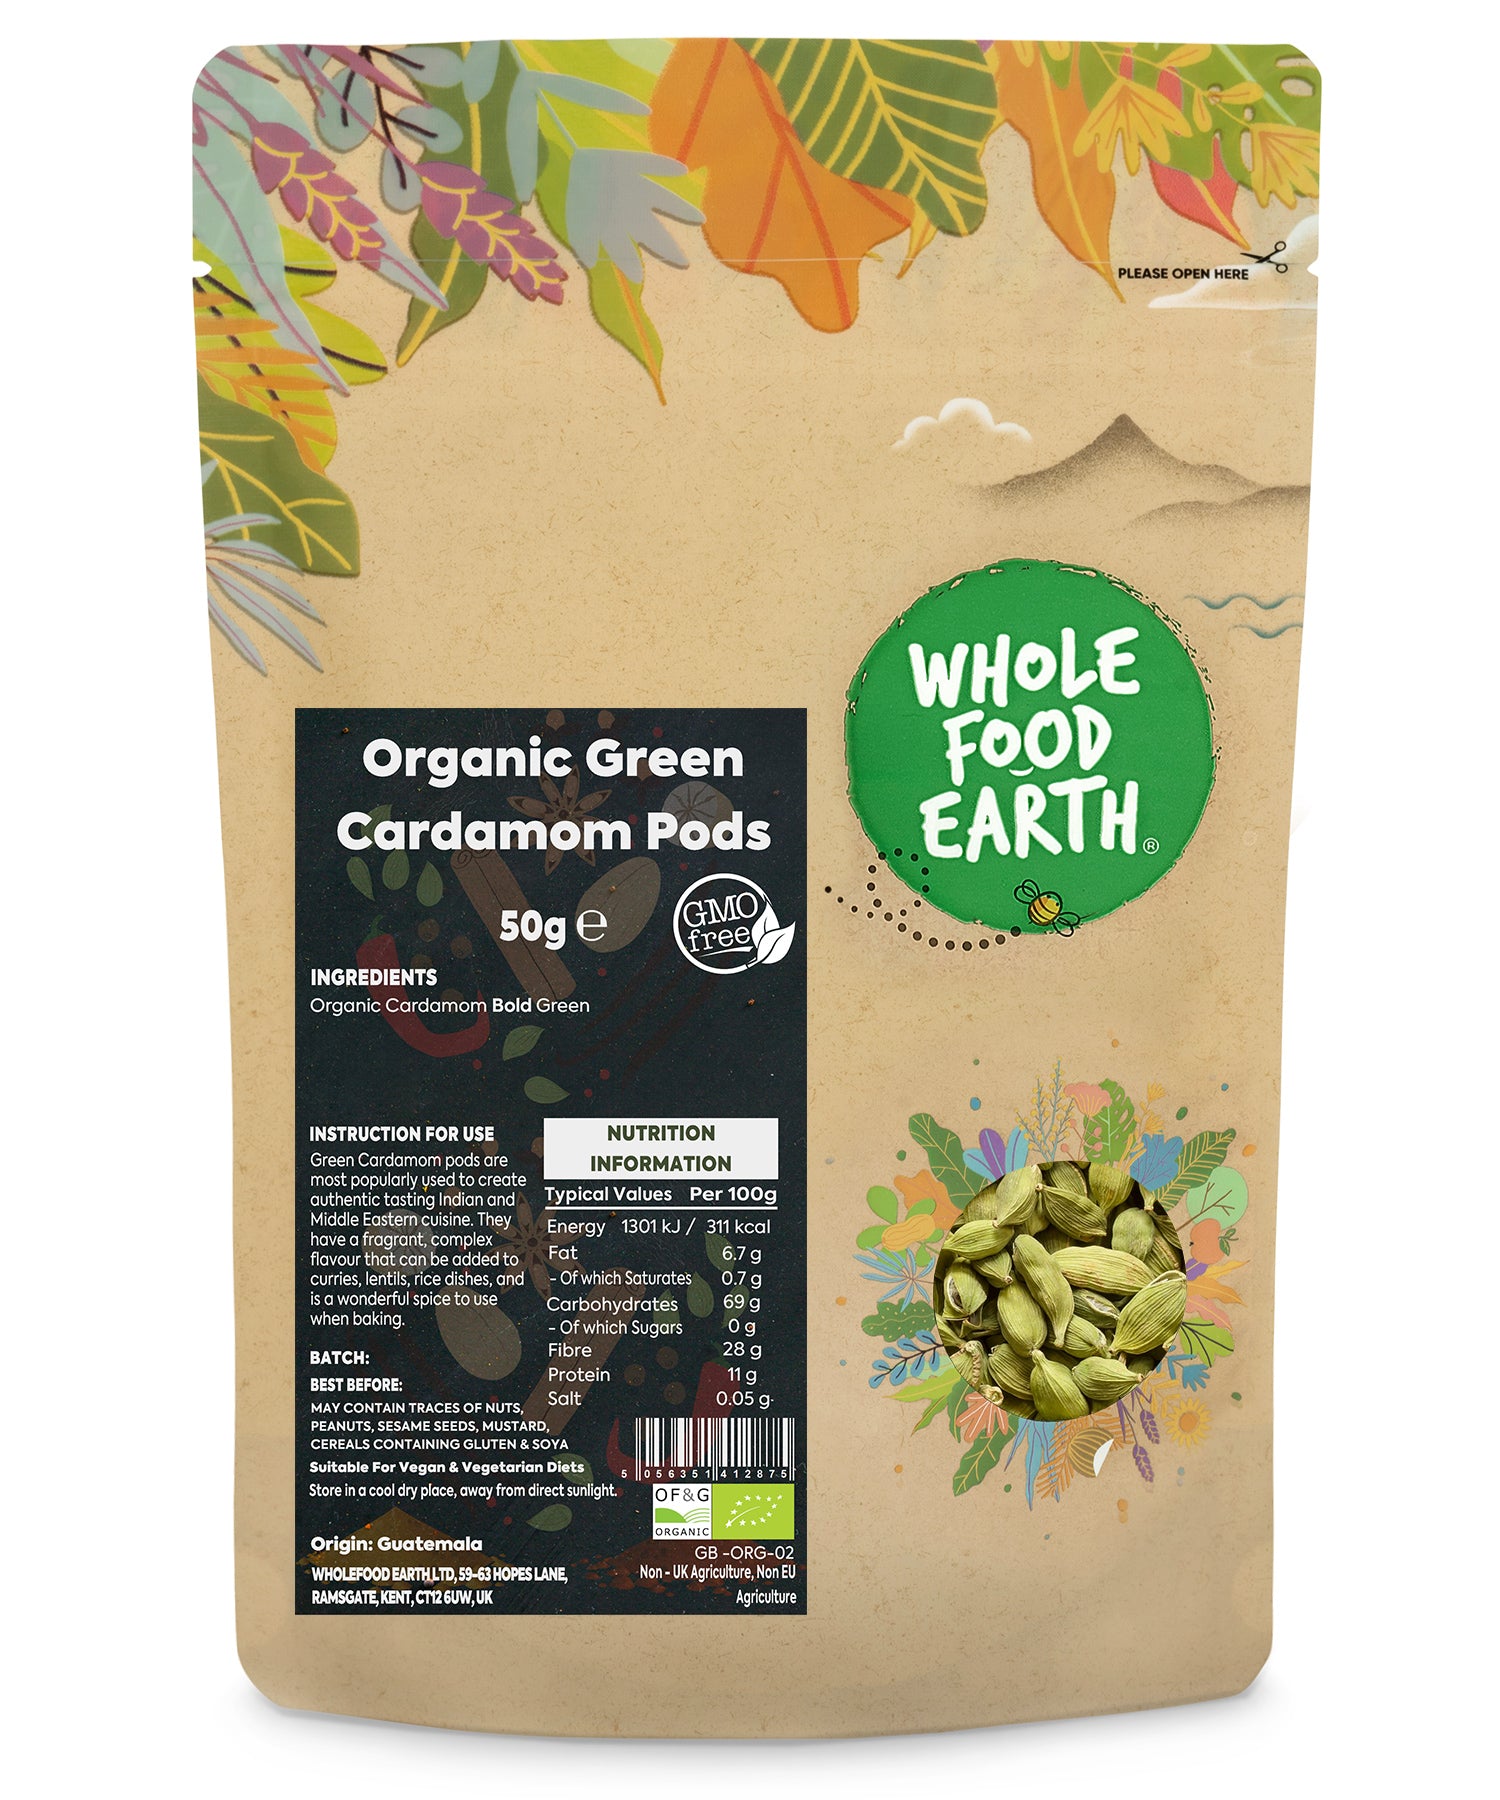 PLEASE OPEN HERE
WHOLE
FOOD
EARTH®
Organic Green
Cardamom Pods
50g ℮
GMO
free
INGREDIENTS
Organic Cardamom Bold Green
INSTRUCTION FOR USE
Green Cardamom pods are
most popularly used to create
authentic tasting Indian and
Middle Eastern cuisine. They
have a fragrant, complex
flavour that can be added to
curries, lentils, rice dishes, and
is a wonderful spice to use
when baking.
BATCH:
BEST BEFORE:
MAY CONTAIN TRACES OF NUTS,
PEANUTS, SESAME SEEDS, MUSTARD,
CEREALS CONTAINING GLUTEN & SOYA
Suitable For Vegan & Vegetarian Diets
Store in a cool dry place, away from direct sunlight.
Origin: Guatemala
WHOLEFOOD EARTH LTD, 59-63 HOPES LANE,
RAMSGATE, KENT, CT12 6UW, UK
NUTRITION
INFORMATION
Typical Values Per 100g
Energy 1301 kJ / 311 kcal
Fat 6.7 g
- Of which Saturates 0.7 g
Carbohydrates 69 g
- Of which Sugars 0 g
Fibre 28 g
Protein 11 g
Salt 0.05 g
5 056351 412875
OF&G
ORGANIC
GB -ORG-02
Non - UK Agriculture, Non EU
Agriculture